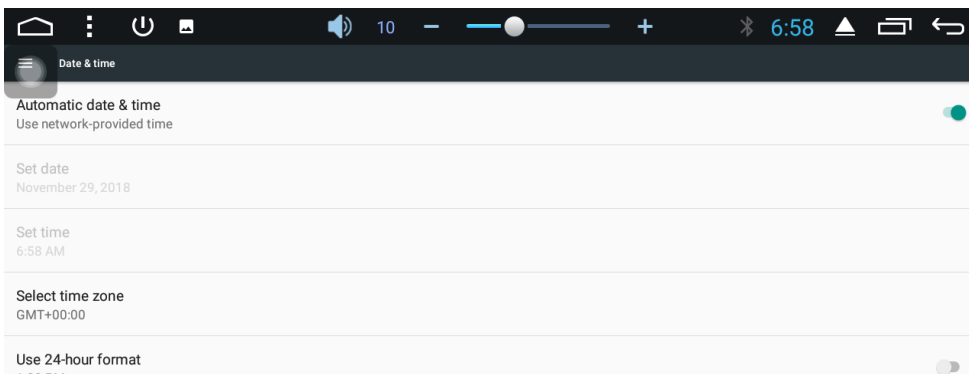 10
6:58
Date & time
Automatic date & time
Use network-provided time
Set date
November 29, 2018
Set time
6:58 AM
Select time zone
GMT+00:00
Use 24-hour format